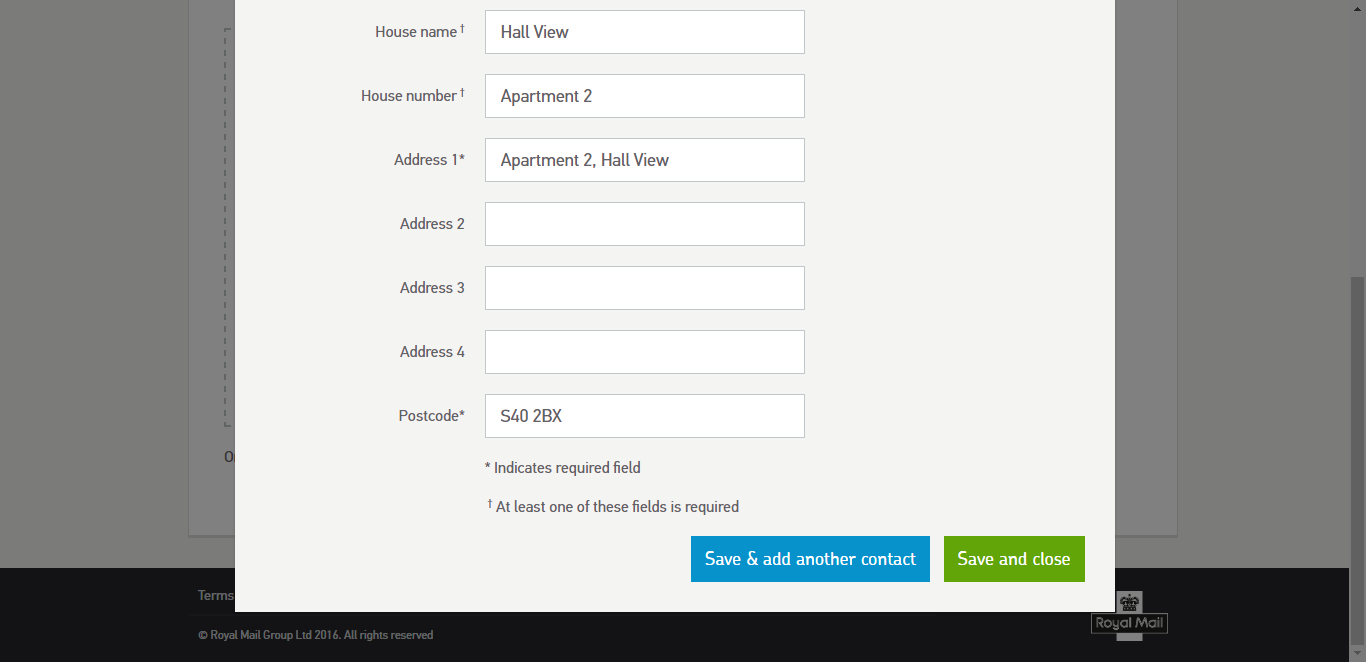 House name †
Hall View
House number †
Apartment 2
Address 1*
Apartment 2, Hall View
Address 2
Address 3
Address 4
Postcode*
S40 2BX
* Indicates required field
† At least one of these fields is required
Save & add another contact
Save and close
Terms
© Royal Mail Group Ltd 2016. All rights reserved
Royal Mail